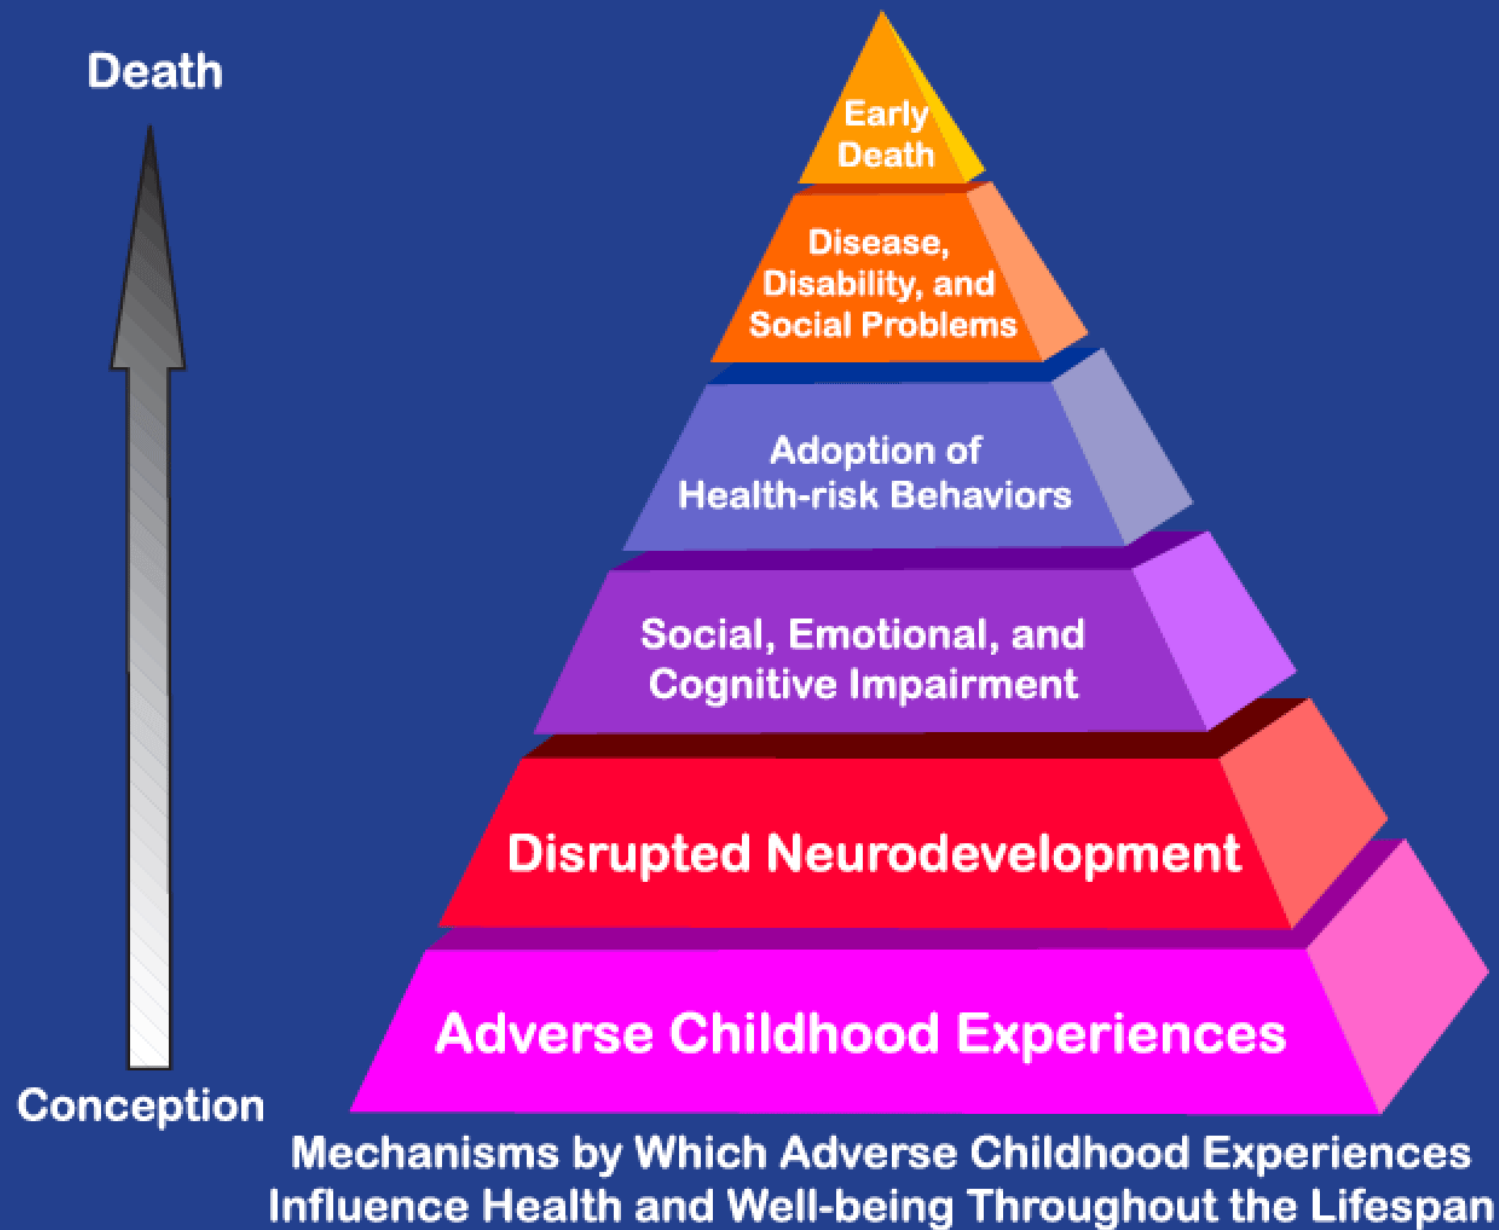 Death
Early
Death
Disease,
Disability, and
Social Problems
Adoption of
Health-risk Behaviors
Social, Emotional, and
Cognitive Impairment
Disrupted Neurodevelopment
Adverse Childhood Experiences
Conception
Mechanisms by Which Adverse Childhood Experiences
Influence Health and Well-being Throughout the Lifespan